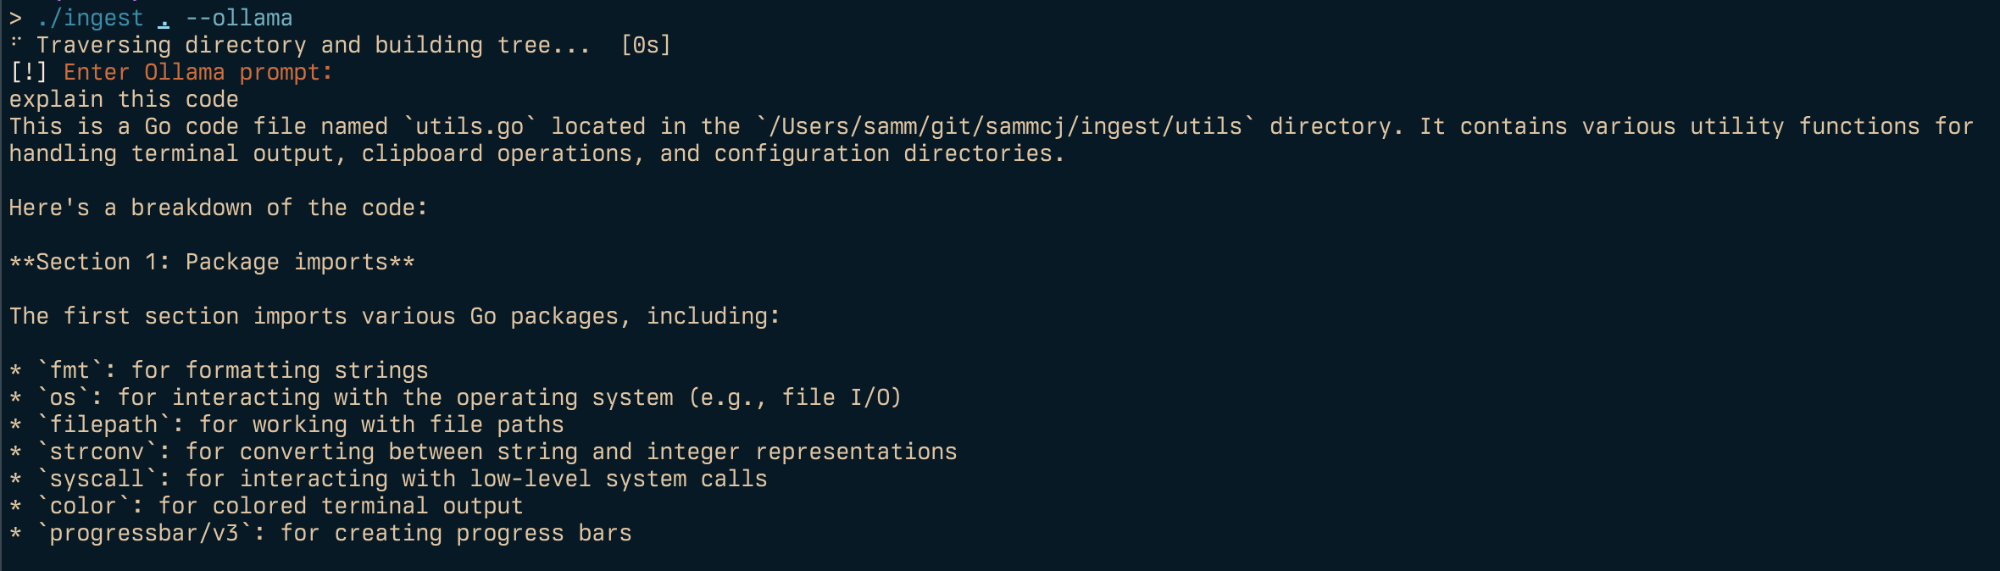 > ./ingest . --ollama
⠋ Traversing directory and building tree...  [0s]
[!] Enter Ollama prompt:
explain this code
This is a Go code file named `utils.go` located in the `/Users/samm/git/sammcj/ingest/utils` directory. It contains various utility functions for
handling terminal output, clipboard operations, and configuration directories.

Here's a breakdown of the code:

**Section 1: Package imports**

The first section imports various Go packages, including:

* `fmt`: for formatting strings
* `os`: for interacting with the operating system (e.g., file I/O)
* `filepath`: for working with file paths
* `strconv`: for converting between string and integer representations
* `syscall`: for interacting with low-level system calls
* `color`: for colored terminal output
* `progressbar/v3`: for creating progress bars